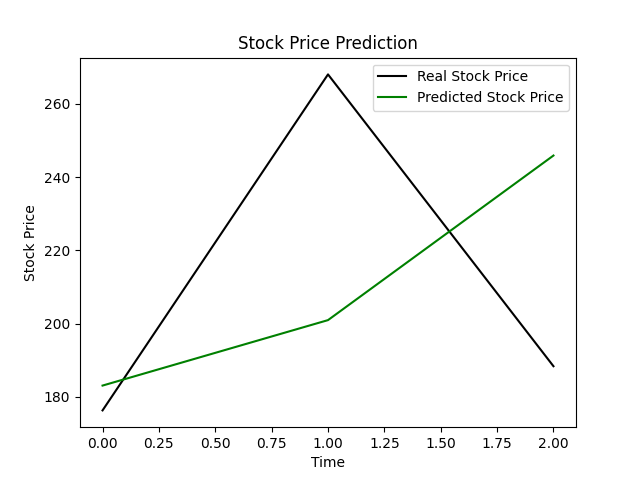 Stock Price Prediction
Real Stock Price
Predicted Stock Price
Stock Price
260
240
220
200
180
0.00 0.25 0.50 0.75 1.00 1.25 1.50 1.75 2.00
Time